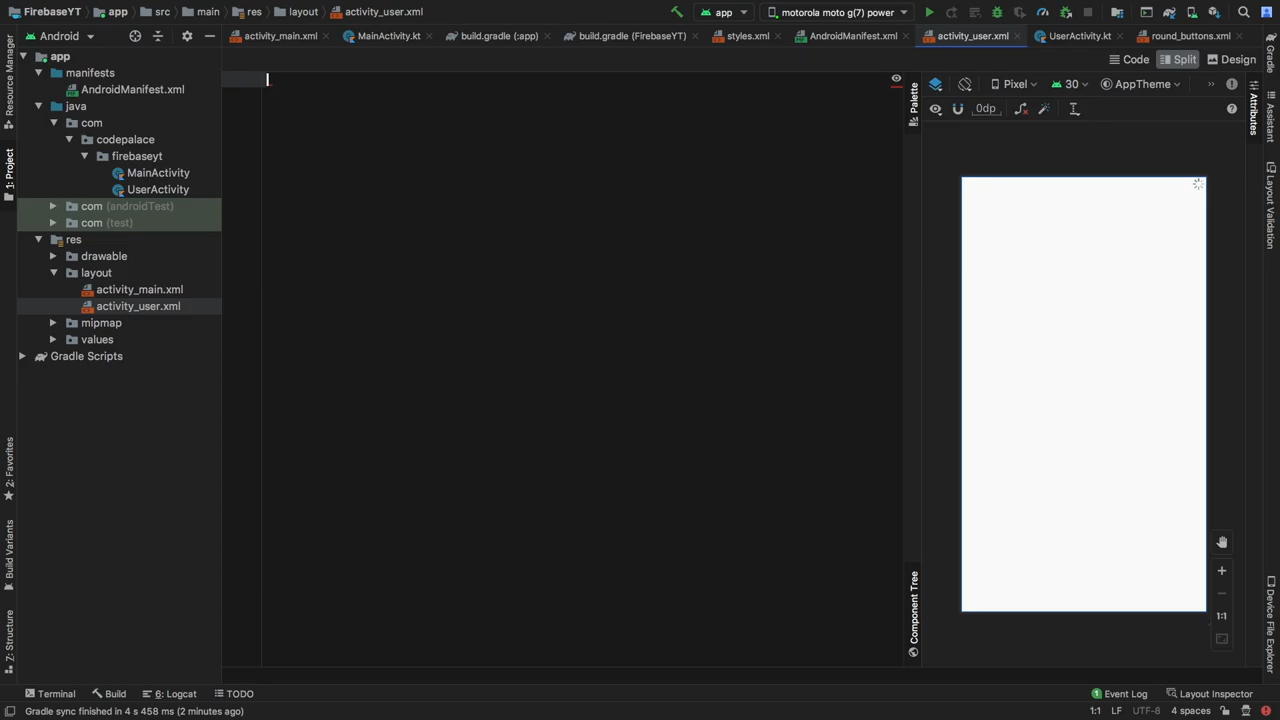 FirebaseYT app src main res layout activity_user.xml app motorola moto g(7) power
Android activity_main.xml MainActivity.kt build.gradle (:app) build.gradle (FirebaseYT) styles.xml AndroidManifest.xml activity_user.xml UserActivity.kt round_buttons.xml
Code Split Design
Pixel 30 AppTheme
0dp
Resource Manager
1: Project
2: Favorites
Build Variants
Z: Structure
app
manifests
AndroidManifest.xml
java
com
codepalace
firebaseyt
MainActivity
UserActivity
com (androidTest)
com (test)
res
drawable
layout
activity_main.xml
activity_user.xml
mipmap
values
Gradle Scripts
Palette
Component Tree
1:1
Attributes
Gradle
Assistant
Layout Validation
Device File Explorer
Terminal Build 6: Logcat TODO Event Log Layout Inspector
Gradle sync finished in 4 s 458 ms (2 minutes ago) 1:1 LF UTF-8 4 spaces